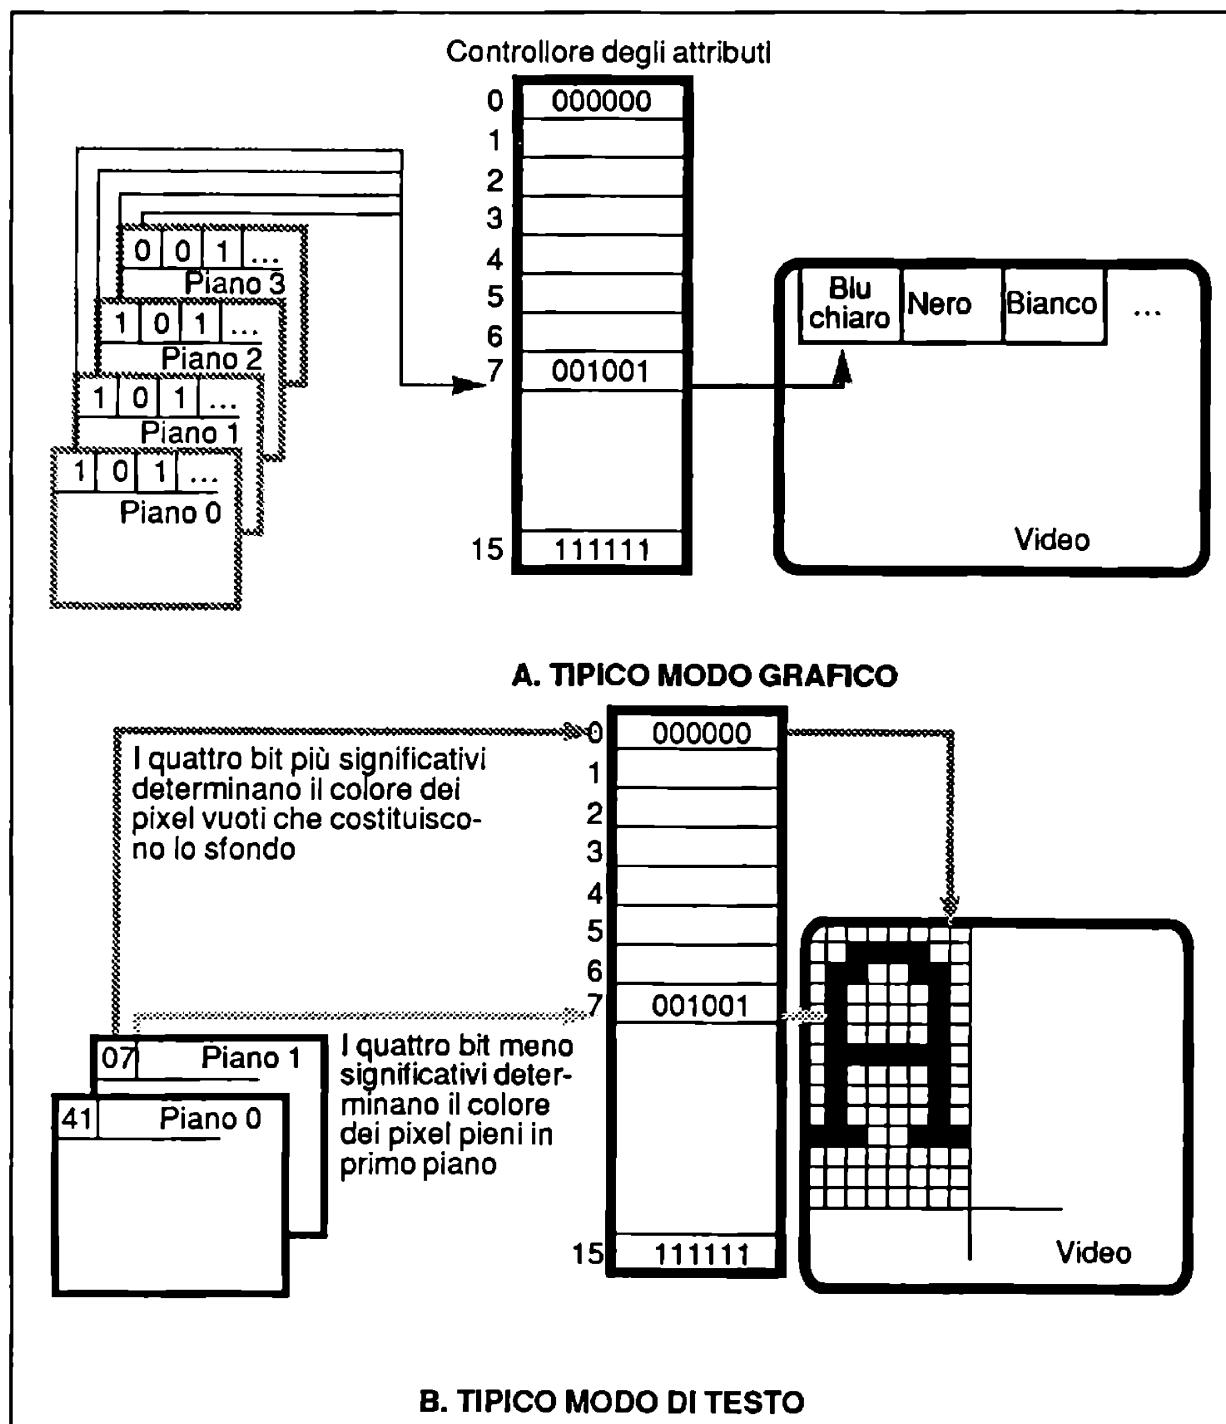 Controllore degli attributi
0 000000
1
2
3
4
5
6
7 001001
15 111111
0 0 1 ...
Piano 3
1 0 1 ...
Piano 2
1 0 1 ...
Piano 1
1 0 1 ...
Piano 0
Blu
chiaro
Nero
Bianco
...
Video
A. TIPICO MODO GRAFICO
0 000000
1
2
3
4
5
6
7 001001
15 111111
I quattro bit più significativi
determinano il colore dei
pixel vuoti che costituisco-
no lo sfondo
07 Piano 1
41 Piano 0
I quattro bit meno
significativi deter-
minano il colore
dei pixel pieni in
primo piano
Video
B. TIPICO MODO DI TESTO